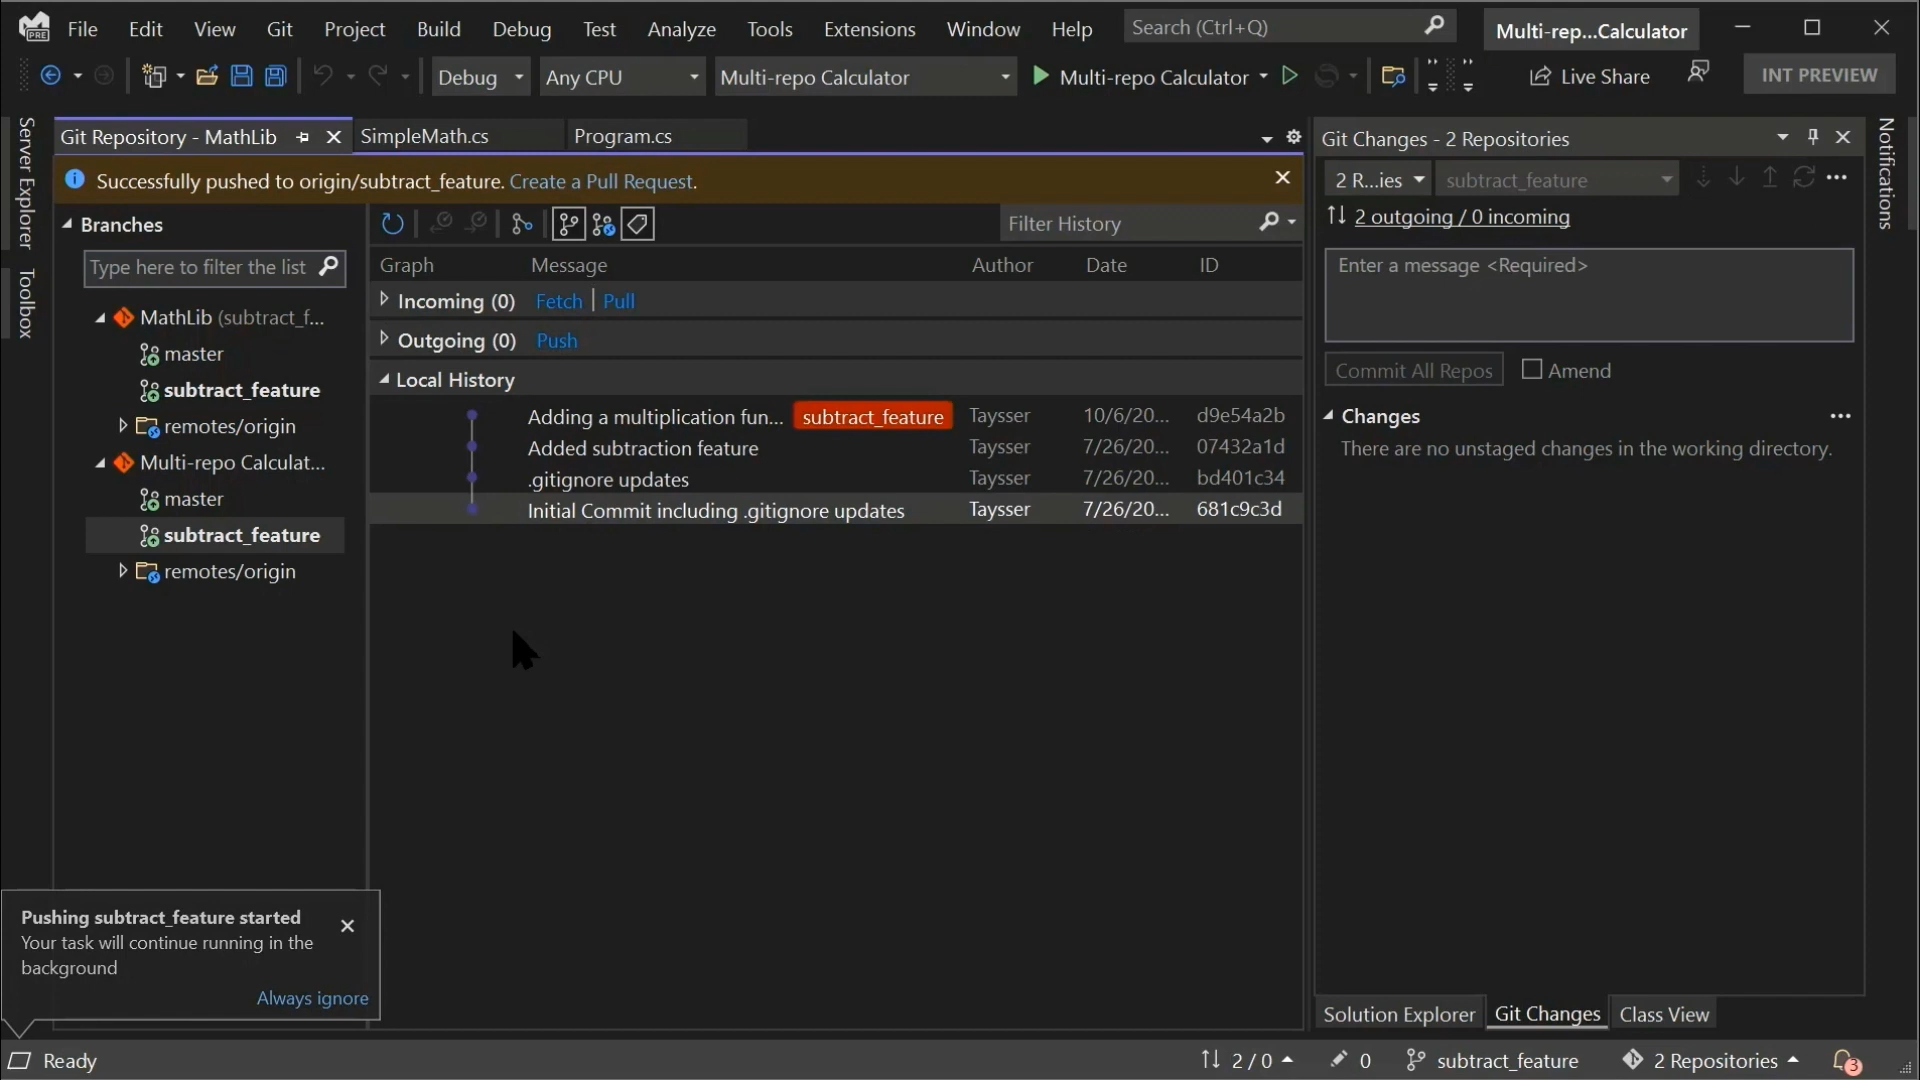 PRE
File Edit View Git Project Build Debug Test Analyze Tools Extensions Window Help Search (Ctrl+Q) Multi-rep...Calculator
Debug Any CPU Multi-repo Calculator Multi-repo Calculator Live Share INT PREVIEW
Server Explorer
Toolbox
Git Repository - MathLib SimpleMath.cs Program.cs
Successfully pushed to origin/subtract_feature. Create a Pull Request.
Branches
Type here to filter the list
MathLib (subtract_f...
master
subtract_feature
remotes/origin
Multi-repo Calculat...
master
subtract_feature
remotes/origin
Filter History
Graph Message Author Date ID
Incoming (0) Fetch | Pull
Outgoing (0) Push
Local History
Adding a multiplication fun... subtract_feature Taysser 10/6/20... d9e54a2b
Added subtraction feature Taysser 7/26/20... 07432a1d
.gitignore updates Taysser 7/26/20... bd401c34
Initial Commit including .gitignore updates Taysser 7/26/20... 681c9c3d
Git Changes - 2 Repositories
2 R...ies subtract_feature
2 outgoing / 0 incoming
Enter a message <Required>
Commit All Repos Amend
Changes
There are no unstaged changes in the working directory.
Notifications
Pushing subtract_feature started
Your task will continue running in the
background
Always ignore
Solution Explorer Git Changes Class View
Ready 2 / 0 0 subtract_feature 2 Repositories 3